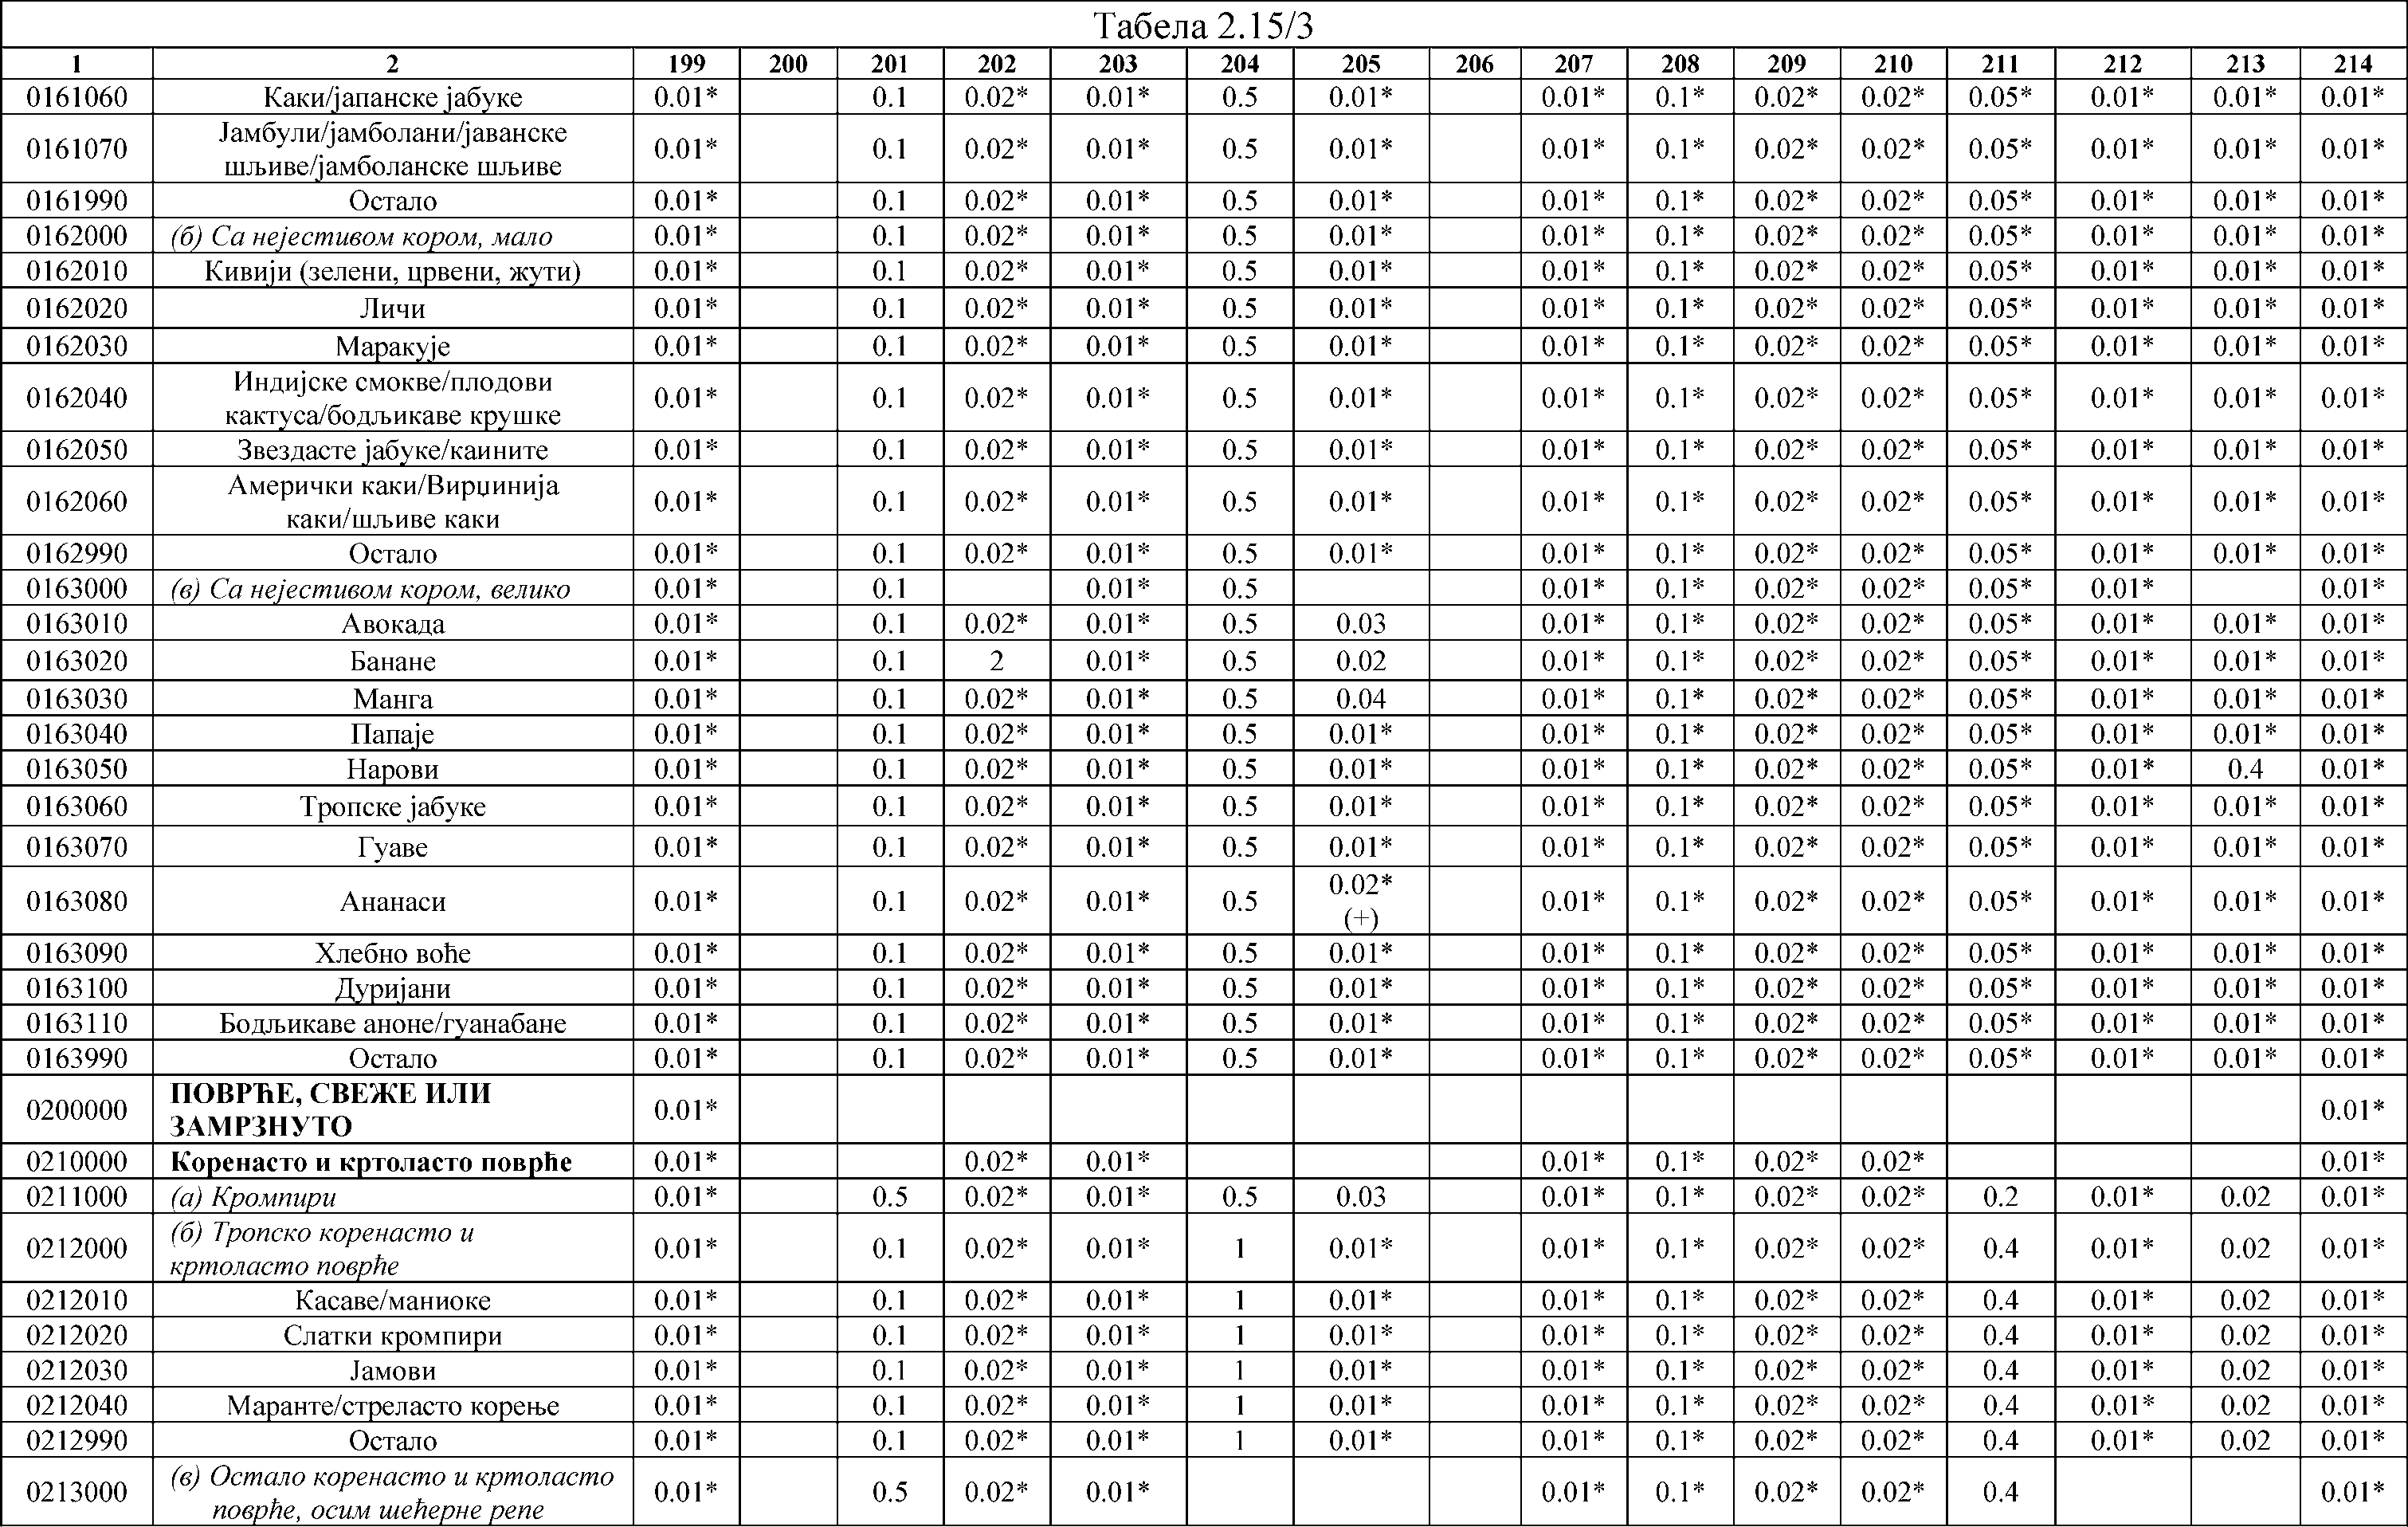 Табела 2.15/3
1 2 199 200 201 202 203 204 205 206 207 208 209 210 211 212 213 214
0161060 Каки/јапанске јабуке 0.01* 0.1 0.02* 0.01* 0.5 0.01* 0.01* 0.1* 0.02* 0.02* 0.05* 0.01* 0.01* 0.01*
0161070 Јамбули/јамболани/јаванске
шљиве/јамболанске шљиве 0.01* 0.1 0.02* 0.01* 0.5 0.01* 0.01* 0.1* 0.02* 0.02* 0.05* 0.01* 0.01* 0.01*
0161990 Остало 0.01* 0.1 0.02* 0.01* 0.5 0.01* 0.01* 0.1* 0.02* 0.02* 0.05* 0.01* 0.01* 0.01*
0162000 (б) Са нејестивом кором, мало 0.01* 0.1 0.02* 0.01* 0.5 0.01* 0.01* 0.1* 0.02* 0.02* 0.05* 0.01* 0.01* 0.01*
0162010 Кивији (зелени, црвени, жути) 0.01* 0.1 0.02* 0.01* 0.5 0.01* 0.01* 0.1* 0.02* 0.02* 0.05* 0.01* 0.01* 0.01*
0162020 Личи 0.01* 0.1 0.02* 0.01* 0.5 0.01* 0.01* 0.1* 0.02* 0.02* 0.05* 0.01* 0.01* 0.01*
0162030 Маракује 0.01* 0.1 0.02* 0.01* 0.5 0.01* 0.01* 0.1* 0.02* 0.02* 0.05* 0.01* 0.01* 0.01*
0162040 Индијске смокве/плодови
кактуса/бодљикаве крушке 0.01* 0.1 0.02* 0.01* 0.5 0.01* 0.01* 0.1* 0.02* 0.02* 0.05* 0.01* 0.01* 0.01*
0162050 Звездасте јабуке/каините 0.01* 0.1 0.02* 0.01* 0.5 0.01* 0.01* 0.1* 0.02* 0.02* 0.05* 0.01* 0.01* 0.01*
0162060 Амерички каки/Вирџинија
каки/шљиве каки 0.01* 0.1 0.02* 0.01* 0.5 0.01* 0.01* 0.1* 0.02* 0.02* 0.05* 0.01* 0.01* 0.01*
0162990 Остало 0.01* 0.1 0.02* 0.01* 0.5 0.01* 0.01* 0.1* 0.02* 0.02* 0.05* 0.01* 0.01* 0.01*
0163000 (в) Са нејестивом кором, велико 0.01* 0.1 0.01* 0.5 0.01* 0.1* 0.02* 0.02* 0.05* 0.01* 0.01*
0163010 Авокада 0.01* 0.1 0.02* 0.01* 0.5 0.03 0.01* 0.1* 0.02* 0.02* 0.05* 0.01* 0.01* 0.01*
0163020 Банане 0.01* 0.1 2 0.01* 0.5 0.02 0.01* 0.1* 0.02* 0.02* 0.05* 0.01* 0.01* 0.01*
0163030 Манга 0.01* 0.1 0.02* 0.01* 0.5 0.04 0.01* 0.1* 0.02* 0.02* 0.05* 0.01* 0.01* 0.01*
0163040 Папаје 0.01* 0.1 0.02* 0.01* 0.5 0.01* 0.01* 0.1* 0.02* 0.02* 0.05* 0.01* 0.01* 0.01*
0163050 Нарови 0.01* 0.1 0.02* 0.01* 0.5 0.01* 0.01* 0.1* 0.02* 0.02* 0.05* 0.01* 0.4 0.01*
0163060 Тропске јабуке 0.01* 0.1 0.02* 0.01* 0.5 0.01* 0.01* 0.1* 0.02* 0.02* 0.05* 0.01* 0.01* 0.01*
0163070 Гуаве 0.01* 0.1 0.02* 0.01* 0.5 0.01* 0.01* 0.1* 0.02* 0.02* 0.05* 0.01* 0.01* 0.01*
0163080 Ананаси 0.01* 0.1 0.02* 0.01* 0.5 0.02*
(+) 0.01* 0.1* 0.02* 0.02* 0.05* 0.01* 0.01* 0.01*
0163090 Хлебно воће 0.01* 0.1 0.02* 0.01* 0.5 0.01* 0.01* 0.1* 0.02* 0.02* 0.05* 0.01* 0.01* 0.01*
0163100 Дуријани 0.01* 0.1 0.02* 0.01* 0.5 0.01* 0.01* 0.1* 0.02* 0.02* 0.05* 0.01* 0.01* 0.01*
0163110 Бодљикаве аноне/гуанабане 0.01* 0.1 0.02* 0.01* 0.5 0.01* 0.01* 0.1* 0.02* 0.02* 0.05* 0.01* 0.01* 0.01*
0163990 Остало 0.01* 0.1 0.02* 0.01* 0.5 0.01* 0.01* 0.1* 0.02* 0.02* 0.05* 0.01* 0.01* 0.01*
0200000 ПОВРЋЕ, СВЕЖЕ ИЛИ
ЗАМРЗНУТО 0.01* 0.01*
0210000 Коренасто и кртоласто поврће 0.01* 0.02* 0.01* 0.01* 0.1* 0.02* 0.02* 0.01*
0211000 (а) Кромпири 0.01* 0.5 0.02* 0.01* 0.5 0.03 0.01* 0.1* 0.02* 0.02* 0.2 0.01* 0.02 0.01*
0212000 (б) Тропско коренасто и
кртоласто поврће 0.01* 0.1 0.02* 0.01* 1 0.01* 0.01* 0.1* 0.02* 0.02* 0.4 0.01* 0.02 0.01*
0212010 Касаве/маниоке 0.01* 0.1 0.02* 0.01* 1 0.01* 0.01* 0.1* 0.02* 0.02* 0.4 0.01* 0.02 0.01*
0212020 Слатки кромпири 0.01* 0.1 0.02* 0.01* 1 0.01* 0.01* 0.1* 0.02* 0.02* 0.4 0.01* 0.02 0.01*
0212030 Јамови 0.01* 0.1 0.02* 0.01* 1 0.01* 0.01* 0.1* 0.02* 0.02* 0.4 0.01* 0.02 0.01*
0212040 Маранте/стреласто корење 0.01* 0.1 0.02* 0.01* 1 0.01* 0.01* 0.1* 0.02* 0.02* 0.4 0.01* 0.02 0.01*
0212990 Остало 0.01* 0.1 0.02* 0.01* 1 0.01* 0.01* 0.1* 0.02* 0.02* 0.4 0.01* 0.02 0.01*
0213000 (в) Остало коренасто и кртоласто
поврће, осим шећерне репе 0.01* 0.5 0.02* 0.01* 0.01* 0.1* 0.02* 0.02* 0.4 0.01*